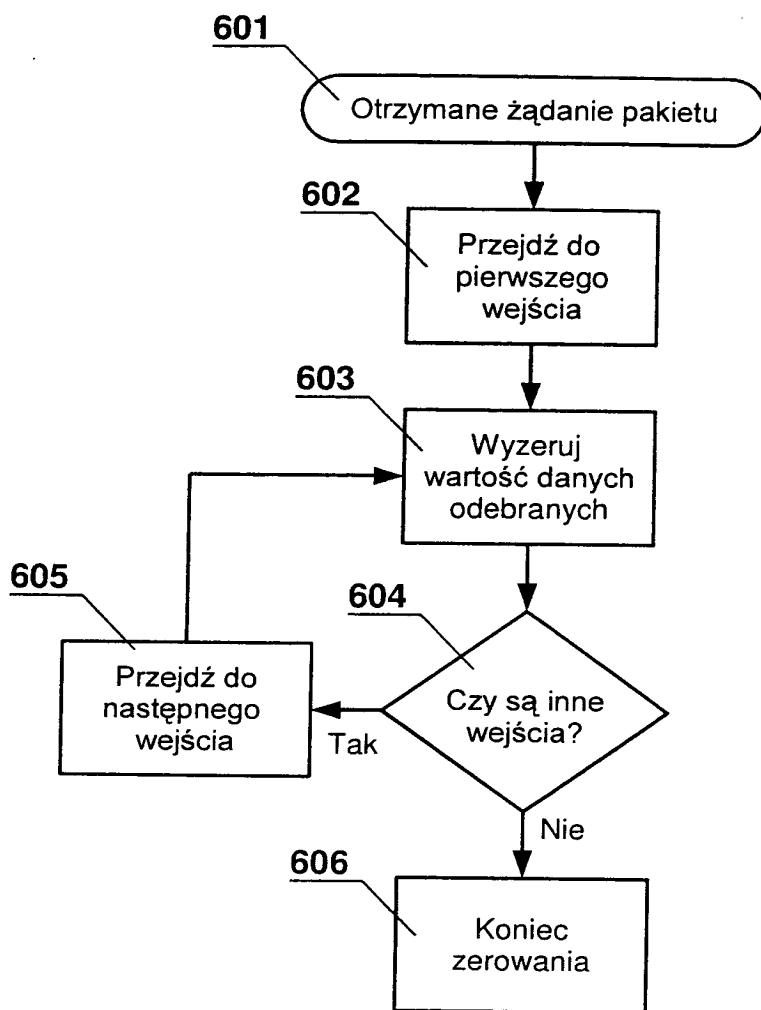 601
Otrzymane żądanie pakietu
602
Przejdź do
pierwszego
wejścia
603
Wyzeruj
wartość danych
odebranych
604
Czy są inne
wejścia?
605
Przejdź do
następnego
wejścia
Tak
Nie
606
Koniec
zerowania